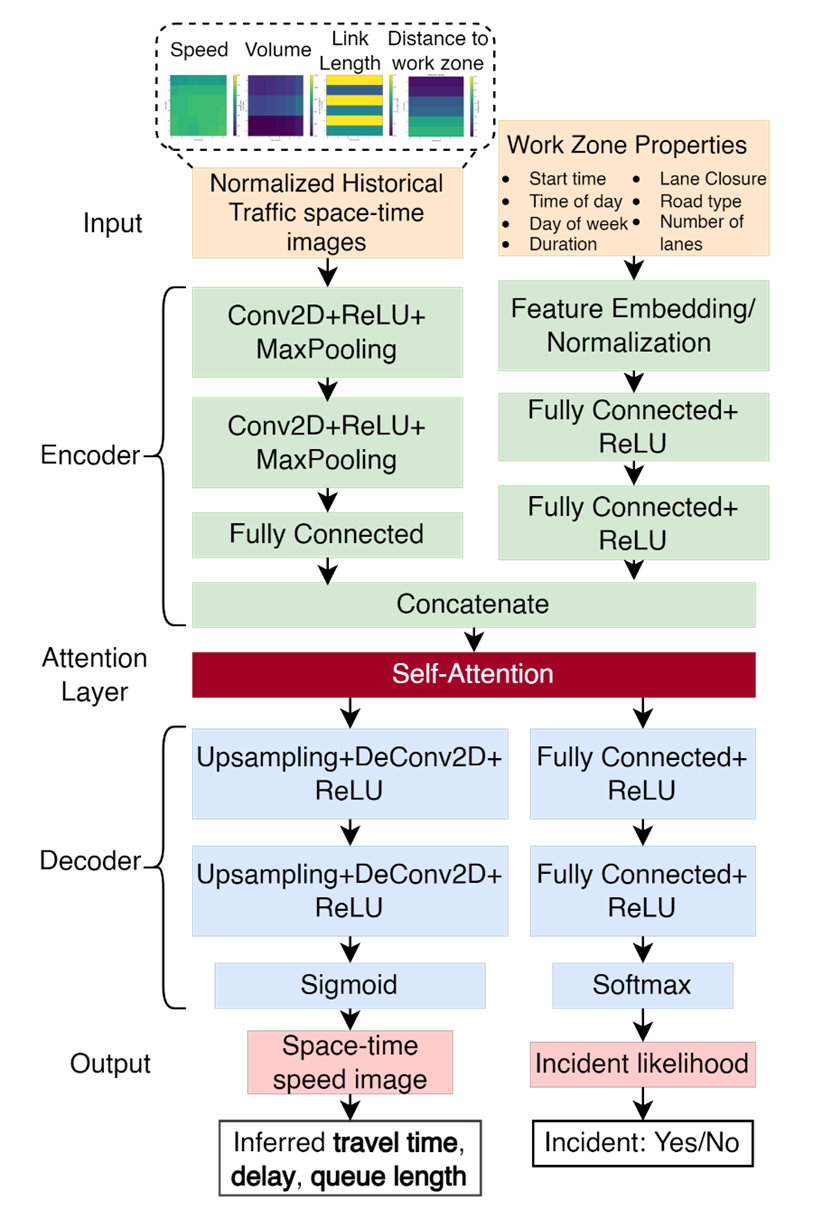 Speed
Volume
Link
Length
Distance to
work zone
Normalized Historical
Traffic space-time
images
Work Zone Properties
• Start time
• Time of day
• Day of week
• Duration
• Lane Closure
• Road type
• Number of
lanes
Input
Conv2D+ReLU+
MaxPooling
Feature Embedding/
Normalization
Conv2D+ReLU+
MaxPooling
Fully Connected+
ReLU
Encoder
Fully Connected
Fully Connected+
ReLU
Concatenate
Attention
Layer
Self-Attention
Upsampling+DeConv2D+
ReLU
Fully Connected+
ReLU
Decoder
Upsampling+DeConv2D+
ReLU
Fully Connected+
ReLU
Sigmoid
Softmax
Output
Space-time
speed image
Incident likelihood
Inferred travel time,
delay, queue length
Incident: Yes/No